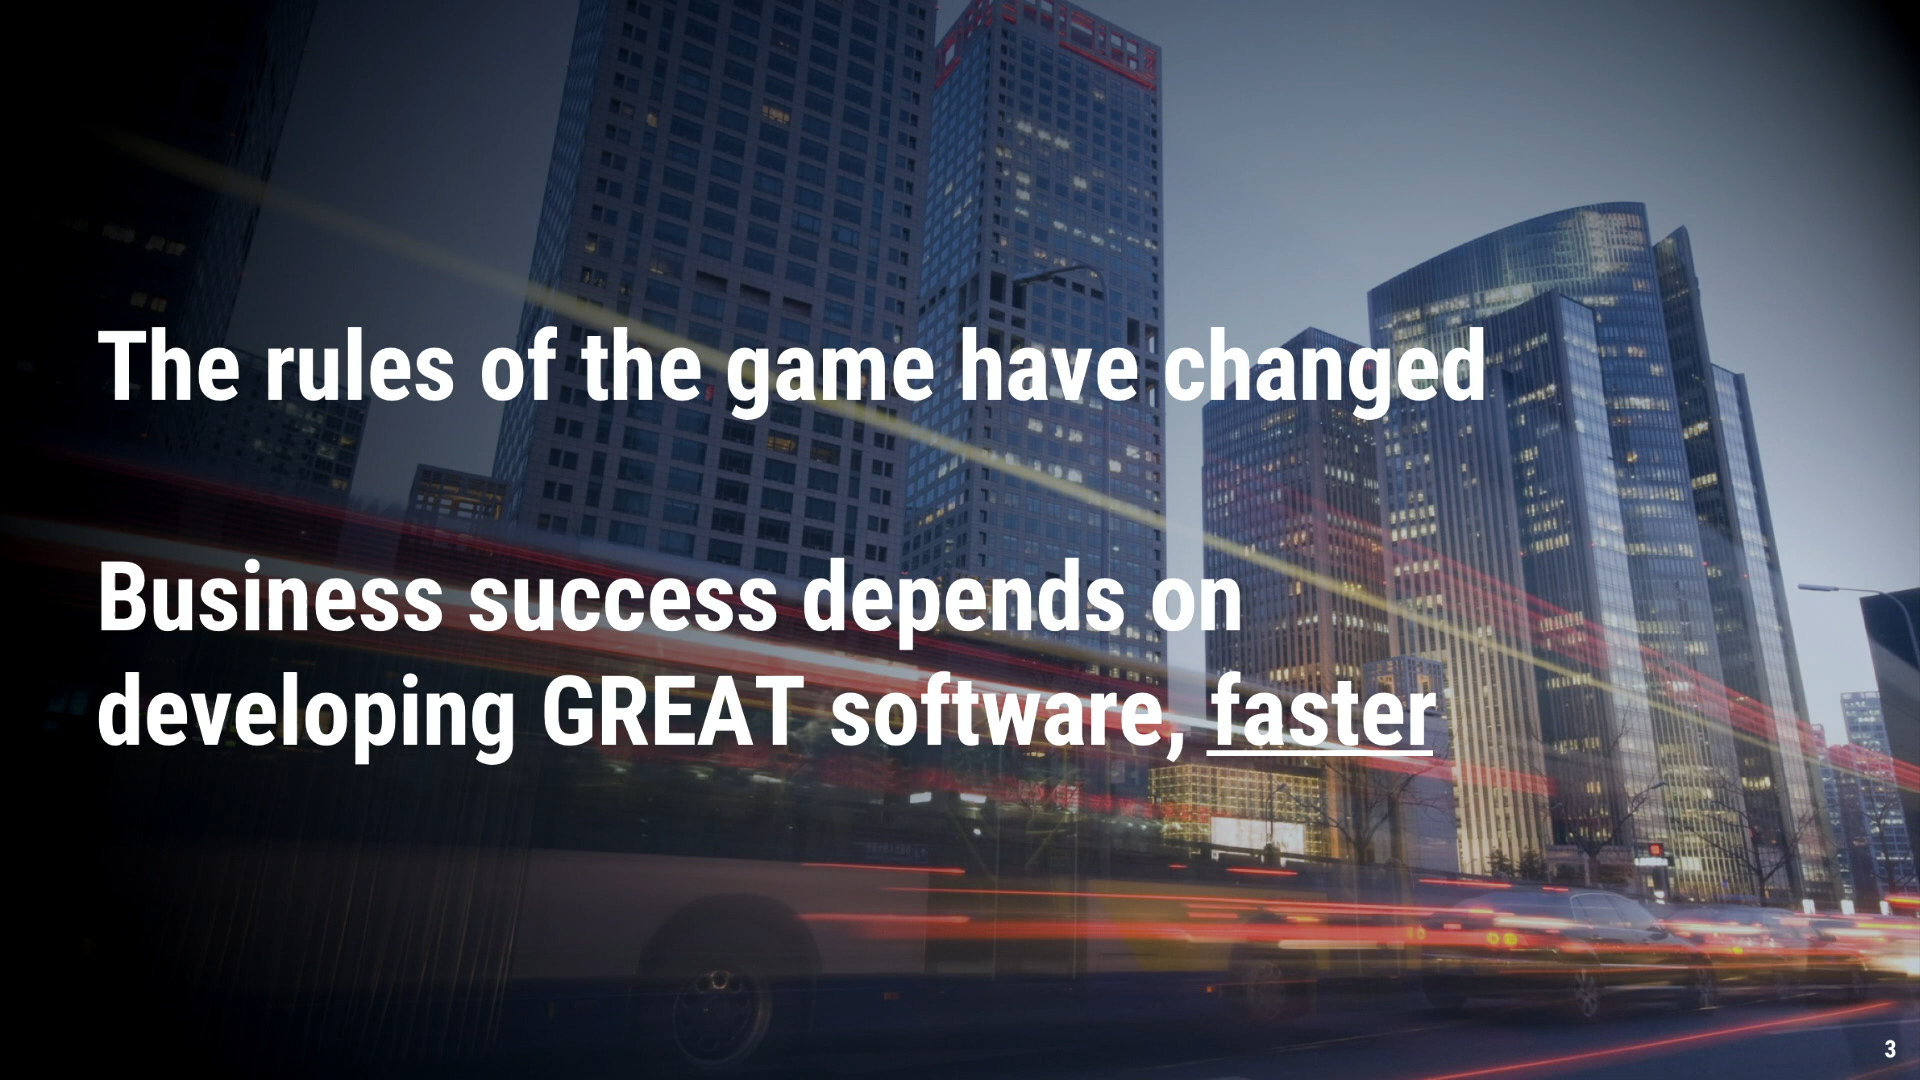 The rules of the game have changed
Business success depends on
developing GREAT software, faster
3